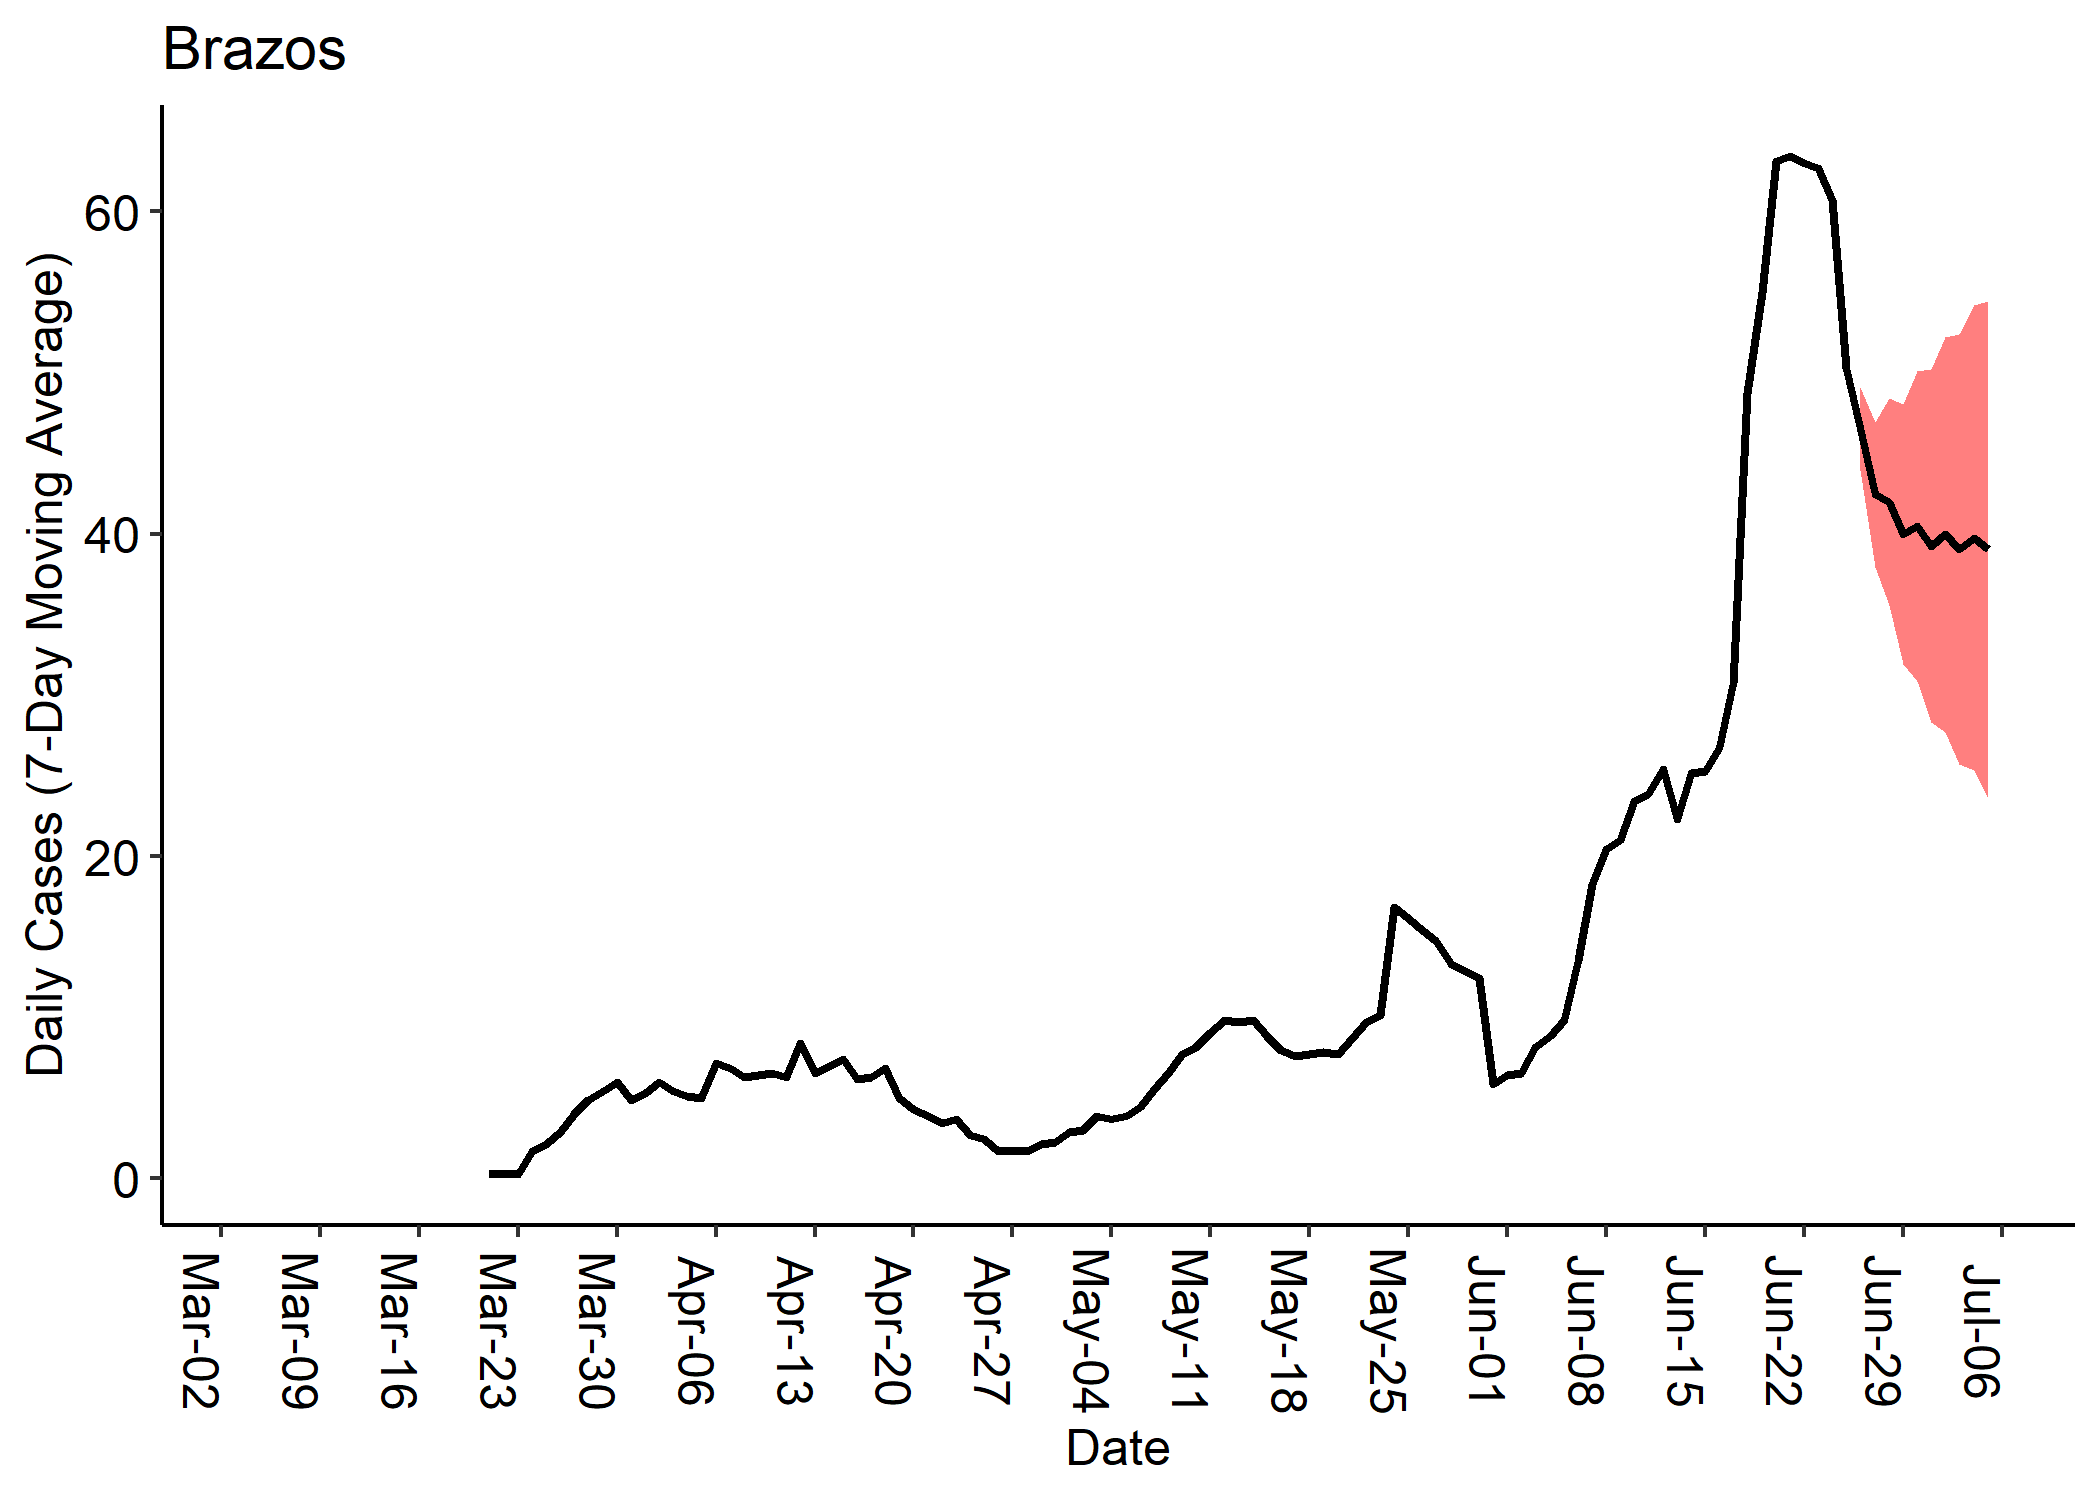 Brazos
Daily Cases (7-Day Moving Average)
60
40
20
0
Mar-02
Mar-09
Mar-16
Mar-23
Mar-30
Apr-06
Apr-13
Apr-20
Apr-27
May-04
May-11
May-18
May-25
Jun-01
Jun-08
Jun-15
Jun-22
Jun-29
Jul-06
Date